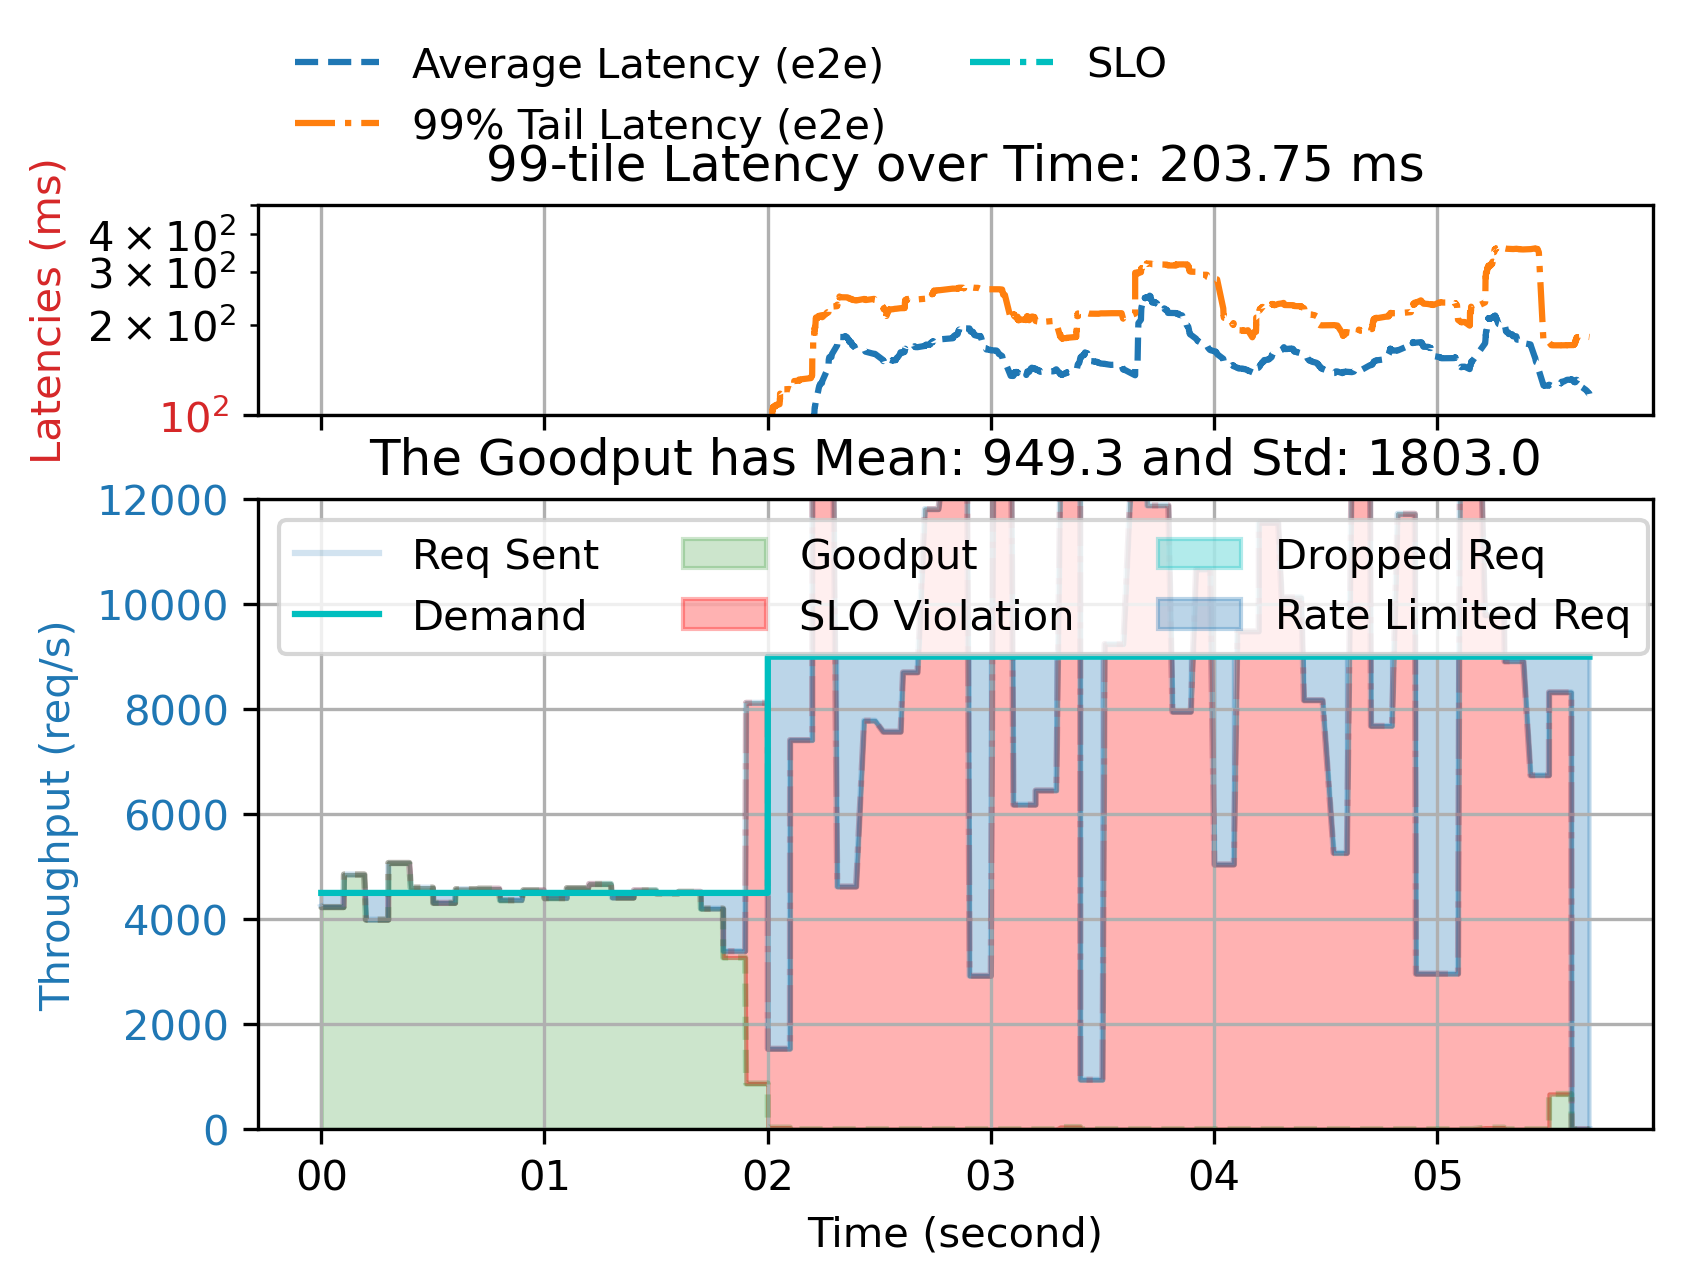 Average Latency (e2e) SLO
99% Tail Latency (e2e)
99-tile Latency over Time: 203.75 ms
Latencies (ms)
4 × 10²
3 × 10²
2 × 10²
10²
The Goodput has Mean: 949.3 and Std: 1803.0
Throughput (req/s)
12000
10000
8000
6000
4000
2000
0
Req Sent Goodput Dropped Req
Demand SLO Violation Rate Limited Req
00 01 02 03 04 05
Time (second)